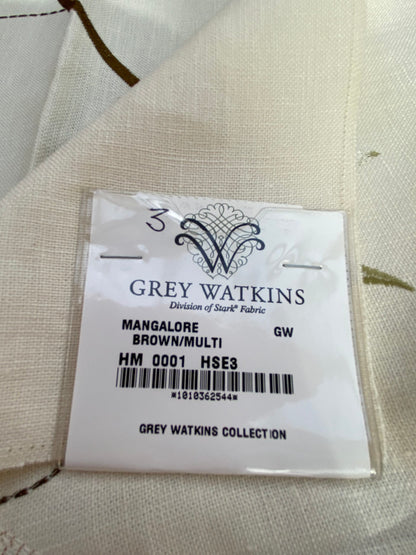 3
W
GREY WATKINS
Division of Stark® Fabric
MANGALORE GW
BROWN/MULTI
HM 0001 HSE3
*1010362544*
GREY WATKINS COLLECTION